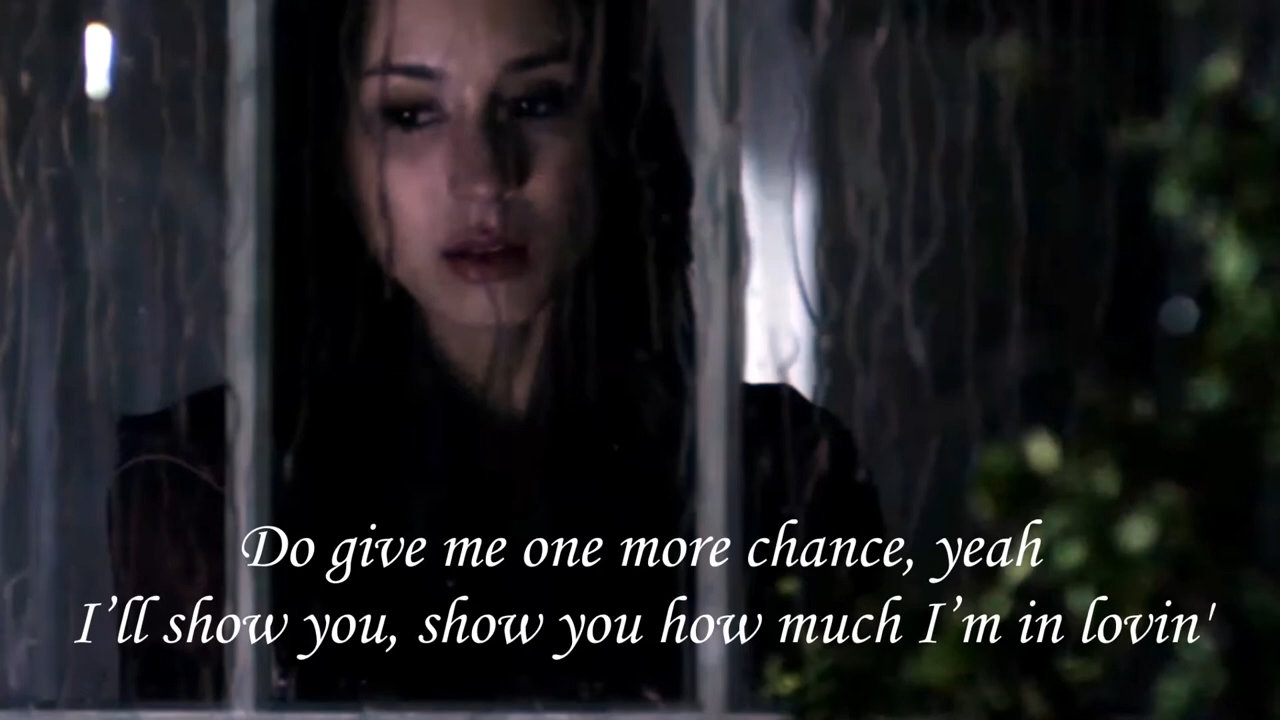 Do give me one more chance, yeah
I’ll show you, show you how much I’m in lovin'